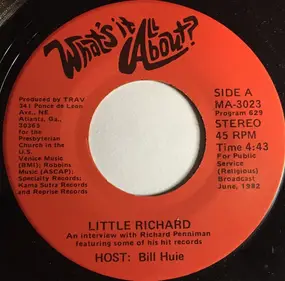 What's it All About?
Produced by TRAV
341 Ponce de Leon
Ave., NE
Atlanta, Ga.,
30365
for the
Presbyterian
Church in the
U.S.
Venice Music
(BMI); Robbins
Music (ASCAP);
Specialty Records;
Kama Sutra Records
and Reprise Records
SIDE A
MA-3023
Program 629
STEREO
45 RPM
Time 4:43
For Public
Service
(Religious)
Broadcast
June, 1982
LITTLE RICHARD
An interview with Richard Penniman
featuring some of his hit records
HOST: Bill Huie